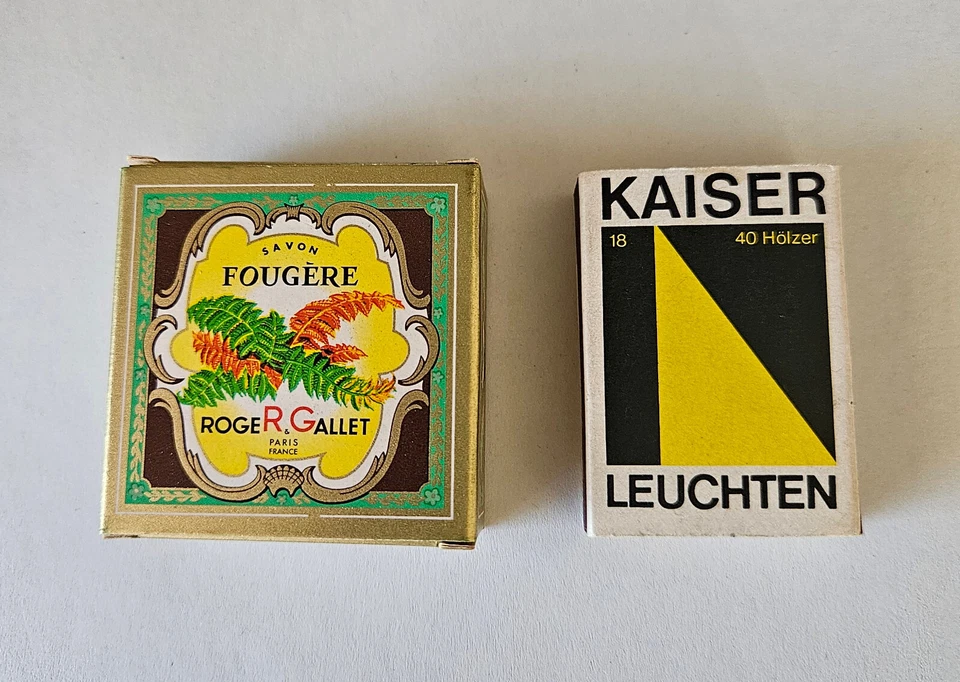 SAVON
FOUGÈRE
ROGER & GALLET
PARIS
FRANCE
KAISER
18 40 Hölzer
LEUCHTEN